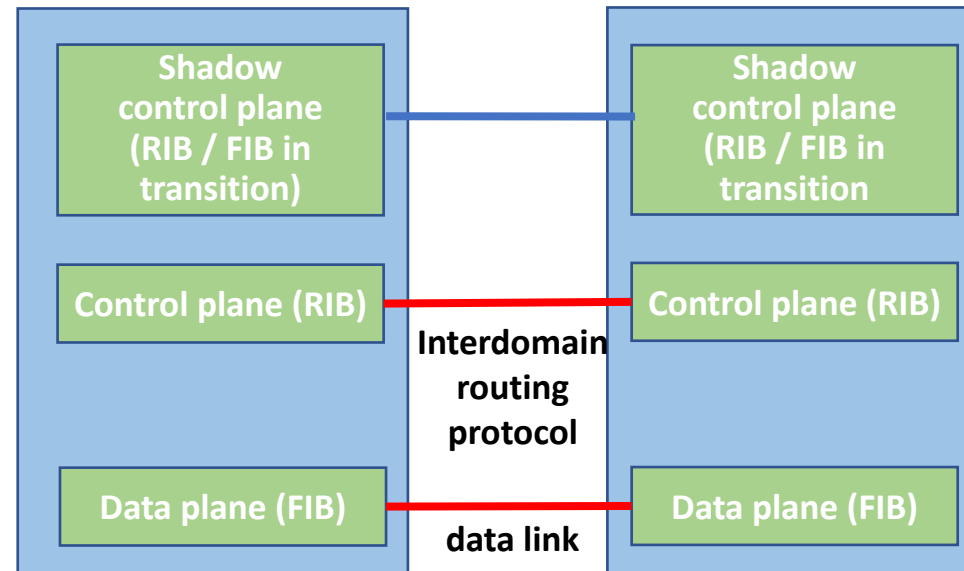 Shadow
control plane
(RIB / FIB in
transition)
Shadow
control plane
(RIB / FIB in
transition
Control plane (RIB)
Control plane (RIB)
Interdomain
routing
protocol
Data plane (FIB)
Data plane (FIB)
data link